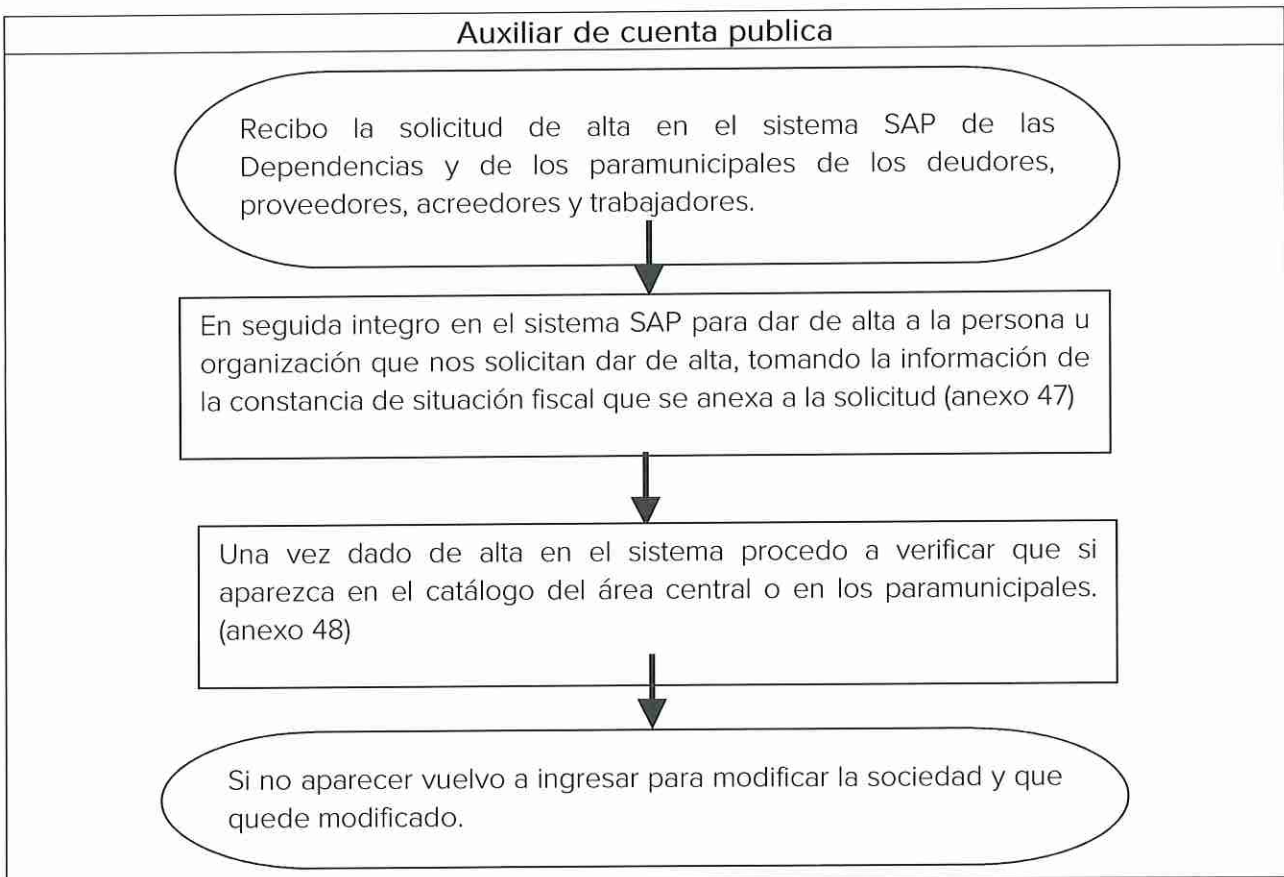 Auxiliar de cuenta publica
Recibo la solicitud de alta en el sistema SAP de las
Dependencias y de los paramunicipales de los deudores,
proveedores, acreedores y trabajadores.
En seguida integro en el sistema SAP para dar de alta a la persona u
organización que nos solicitan dar de alta, tomando la información de
la constancia de situación fiscal que se anexa a la solicitud (anexo 47)
Una vez dado de alta en el sistema procedo a verificar que si
aparezca en el catálogo del área central o en los paramunicipales.
(anexo 48)
Si no aparecer vuelvo a ingresar para modificar la sociedad y que
quede modificado.